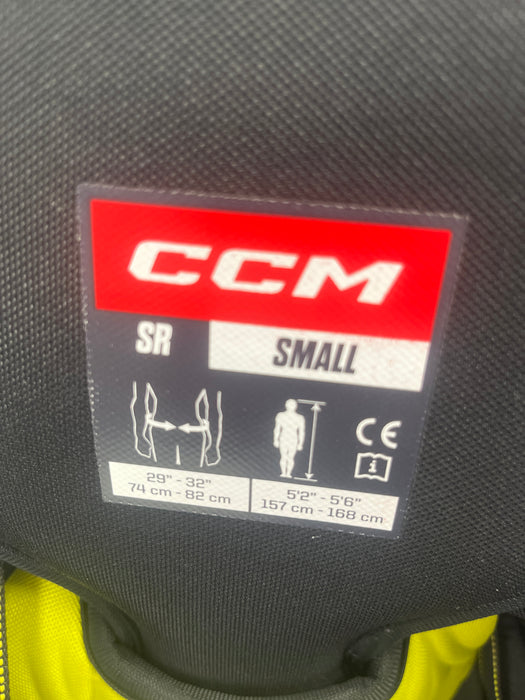 CCM
SR SMALL
CE
i
29" - 32"
74 cm - 82 cm
5'2" - 5'6"
157 cm - 168 cm